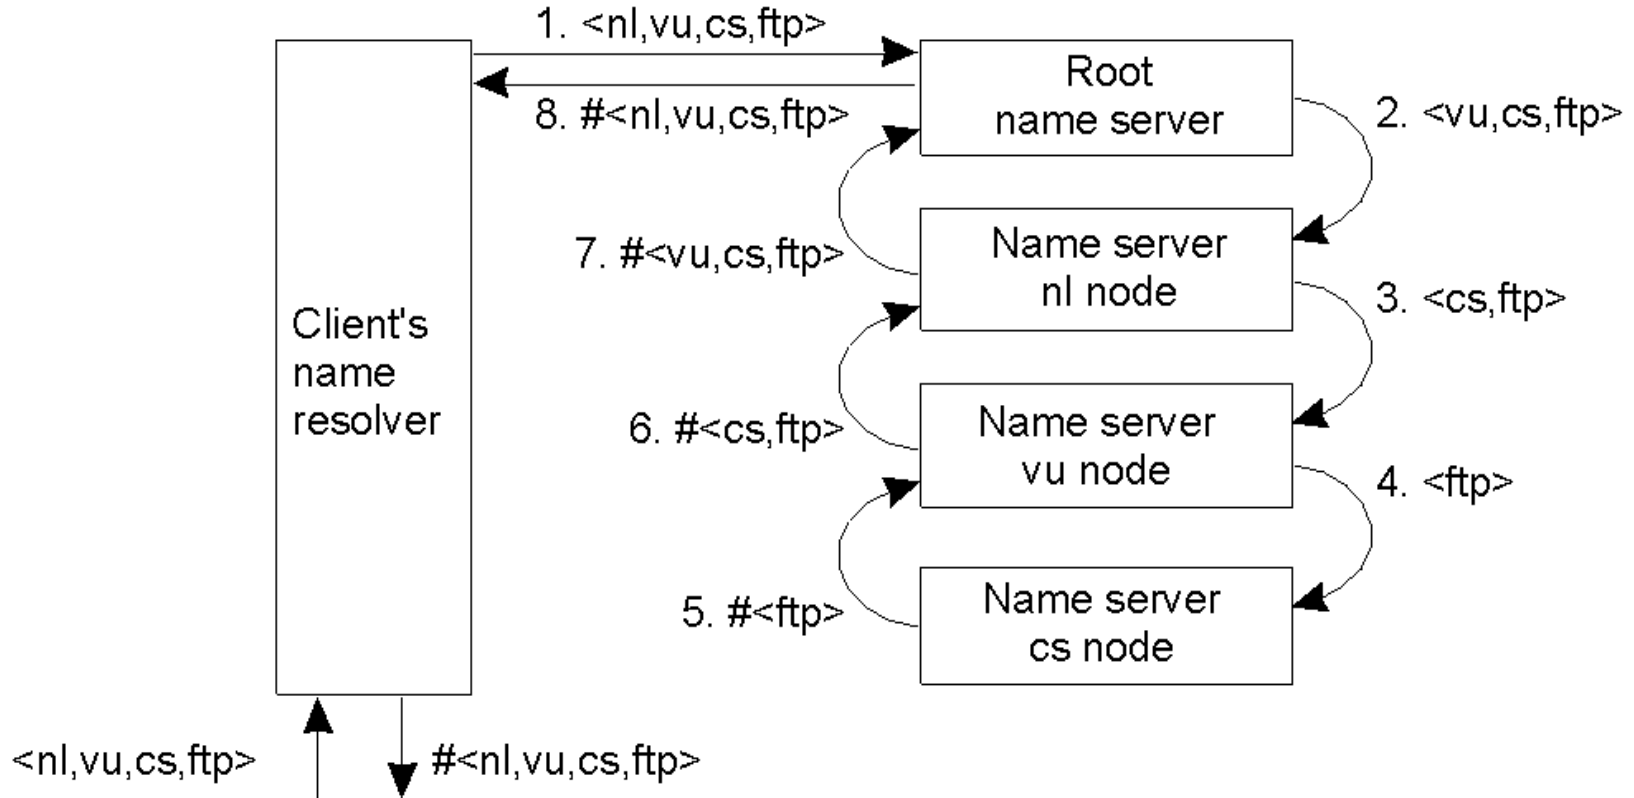 1. <nl,vu,cs,ftp>
Root
name server
2. <vu,cs,ftp>
8. #<nl,vu,cs,ftp>
Name server
nl node
7. #<vu,cs,ftp>
3. <cs,ftp>
Client's
name
resolver
Name server
vu node
6. #<cs,ftp>
4. <ftp>
Name server
cs node
5. #<ftp>
<nl,vu,cs,ftp>
#<nl,vu,cs,ftp>